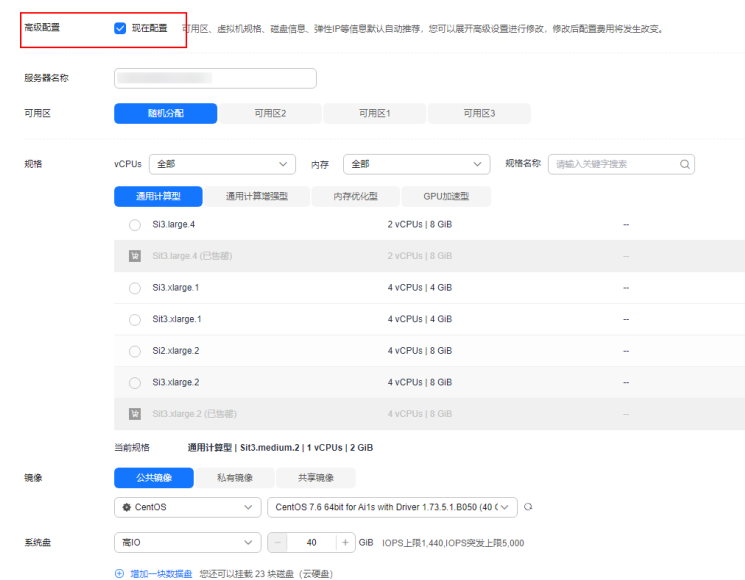 高级配置 现在配置 可用区、虚拟机规格、磁盘信息、弹性IP等信息默认自动推荐，您可以展开高级设置进行修改，修改后配置费用将发生改变。
服务器名称
可用区 随机分配 可用区2 可用区1 可用区3
规格 vCPUs 全部 内存 全部 规格名称 请输入关键字搜索
通用计算型 通用计算增强型 内存优化型 GPU加速型
Si3.large.4 2 vCPUs | 8 GiB --
Sit3.large.4 (已售罄) 2 vCPUs | 8 GiB --
Si3.xlarge.1 4 vCPUs | 4 GiB --
Sit3.xlarge.1 4 vCPUs | 4 GiB --
Si2.xlarge.2 4 vCPUs | 8 GiB --
Si3.xlarge.2 4 vCPUs | 8 GiB --
Sit3.xlarge.2 (已售罄) 4 vCPUs | 8 GiB --
当前规格 通用计算型 | Sit3.medium.2 | 1 vCPUs | 2 GiB
镜像 公共镜像 私有镜像 共享镜像
CentOS CentOS 7.6 64bit for Ai1s with Driver 1.73.5.1.B050 (40 G
系统盘 高IO − 40 + GiB IOPS上限1,440,IOPS突发上限5,000
增加一块数据盘 您还可以挂载 23 块磁盘（云硬盘）